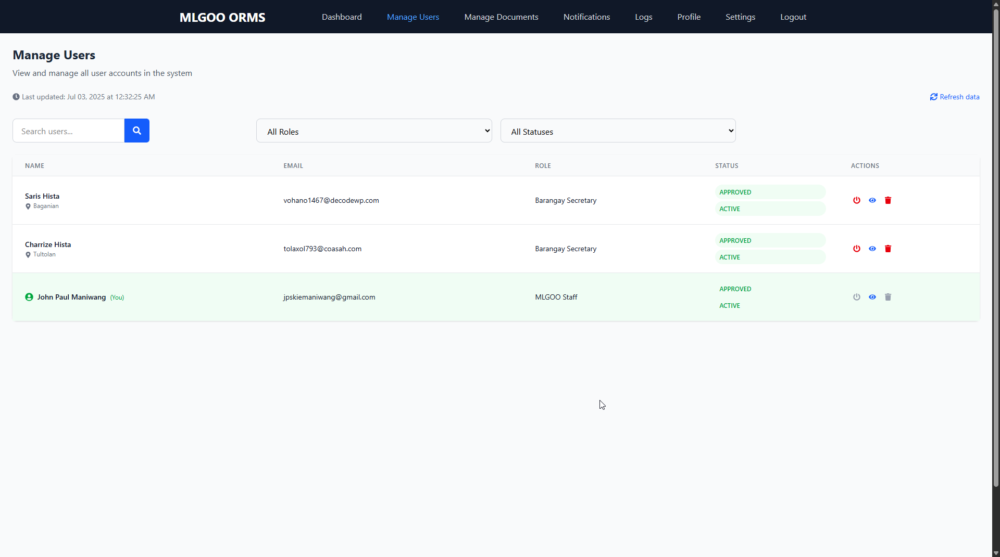 MLGOO ORMS
Dashboard Manage Users Manage Documents Notifications Logs Profile Settings Logout
Manage Users
View and manage all user accounts in the system
Last updated: Jul 03, 2025 at 12:32:25 AM
Refresh data
Search users...
All Roles
All Statuses
NAME EMAIL ROLE STATUS ACTIONS
Saris Hista
Baganian
vohano1467@decodewp.com
Barangay Secretary
APPROVED
ACTIVE
Charrize Hista
Tultolan
tolaxol793@coasah.com
Barangay Secretary
APPROVED
ACTIVE
John Paul Maniwang (You)
jpskiemaniwang@gmail.com
MLGOO Staff
APPROVED
ACTIVE